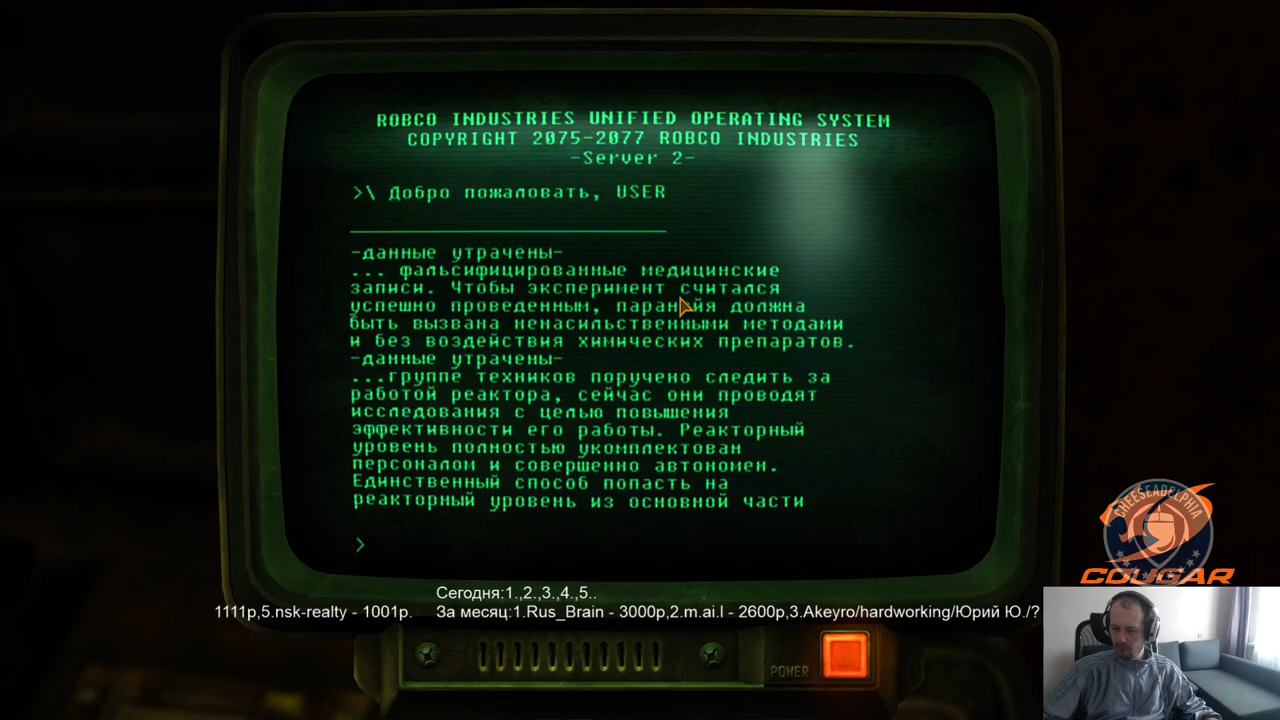 ROBCO INDUSTRIES UNIFIED OPERATING SYSTEM
COPYRIGHT 2075-2077 ROBCO INDUSTRIES
-Server 2-
>\ Добро пожаловать, USER
-данные утрачены-
... фальсифицированные медицинские
записи. Чтобы эксперимент считался
успешно проведенным, паранойя должна
быть вызвана ненасильственными методами
и без воздействия химических препаратов.
-данные утрачены-
...группе техников поручено следить за
работой реактора, сейчас они проводят
исследования с целью повышения
эффективности его работы. Реакторный
уровень полностью укомплектован
персоналом и совершенно автономен.
Единственный способ попасть на
реакторный уровень из основной части
>
CHEESEADELPHIA
COUGAR
Сегодня:1.,2.,3.,4.,5..
1111р,5.nsk-realty - 1001р. За месяц:1.Rus_Brain - 3000р,2.m.ai.l - 2600р,3.Akeyro/hardworking/Юрий Ю./?
POWER